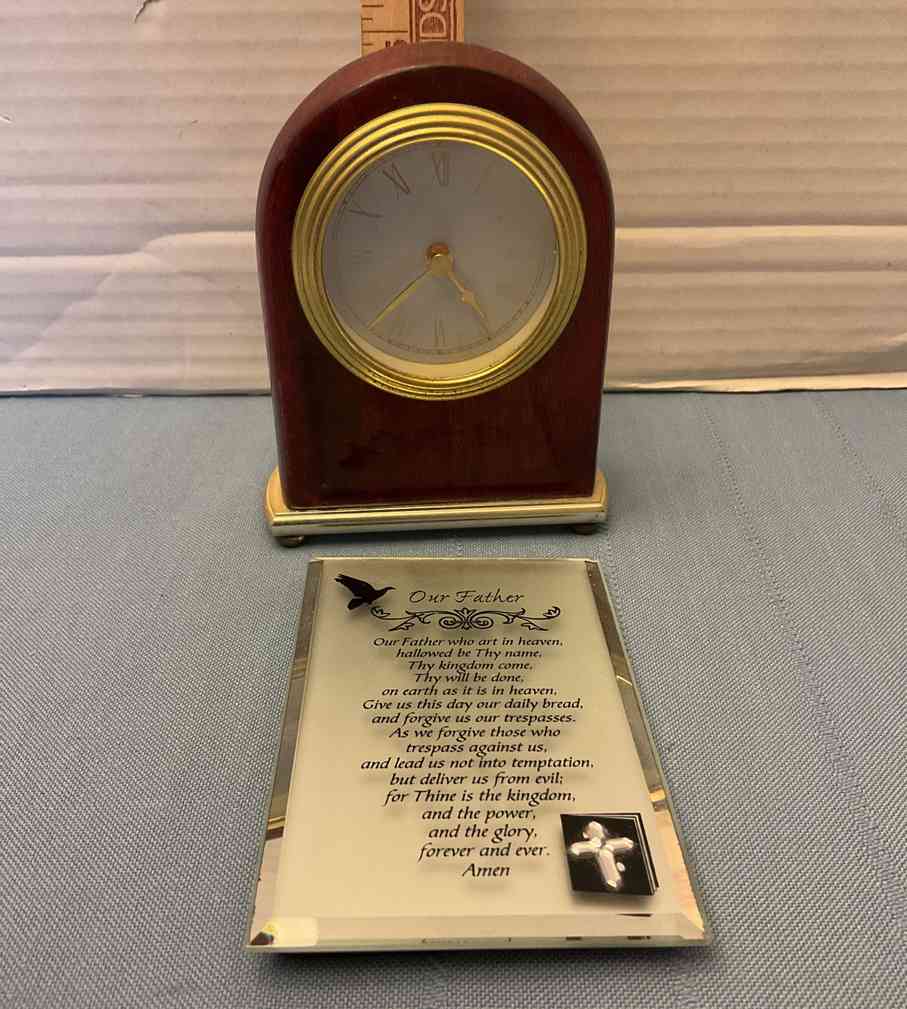 DS
XII
Our Father
Our Father who art in heaven,
hallowed be Thy name,
Thy kingdom come,
Thy will be done,
on earth as it is in heaven,
Give us this day our daily bread,
and forgive us our trespasses.
As we forgive those who
trespass against us,
and lead us not into temptation,
but deliver us from evil;
for Thine is the kingdom,
and the power,
and the glory,
forever and ever.
Amen